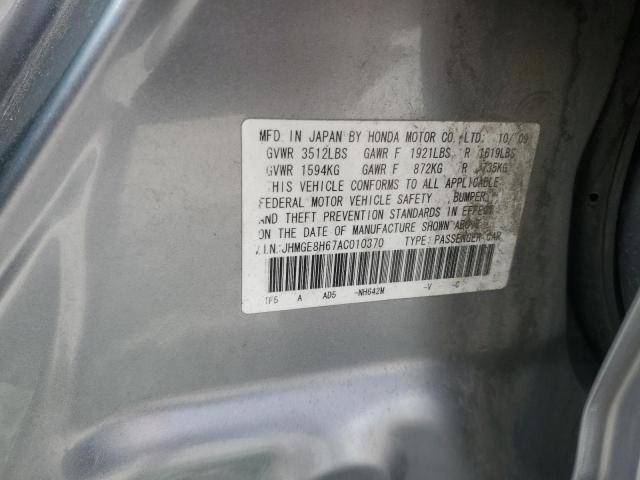 MFD IN JAPAN BY HONDA MOTOR CO. LTD. 10/ 09
GVWR 3512LBS GAWR F 1921LBS R 1619LBS
GVWR 1594KG GAWR F 872KG R 735KG
THIS VEHICLE CONFORMS TO ALL APPLICABLE
FEDERAL MOTOR VEHICLE SAFETY, BUMPER,
AND THEFT PREVENTION STANDARDS IN EFFECT
ON THE DATE OF MANUFACTURE SHOWN ABOVE
V.I.N.:JHMGE8H67AC010370 TYPE: PASSENGER CAR
TF5 A AD5 -NH642M -V -C